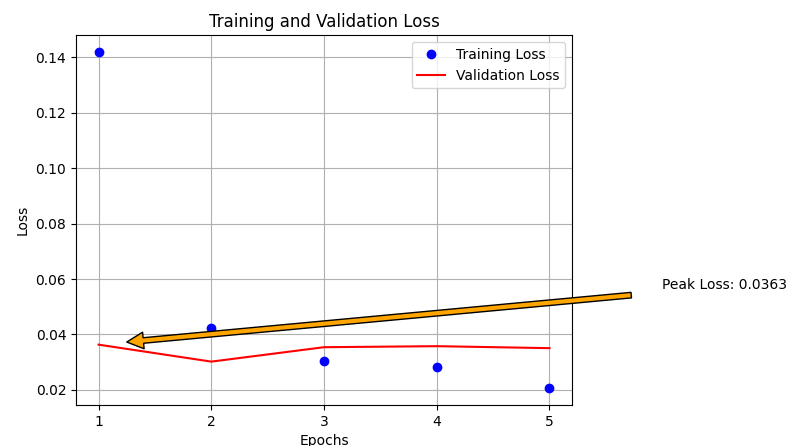 Training and Validation Loss
Training Loss
Validation Loss
0.14
0.12
0.10
0.08
0.06
0.04
0.02
Loss
Peak Loss: 0.0363
1 2 3 4 5
Epochs